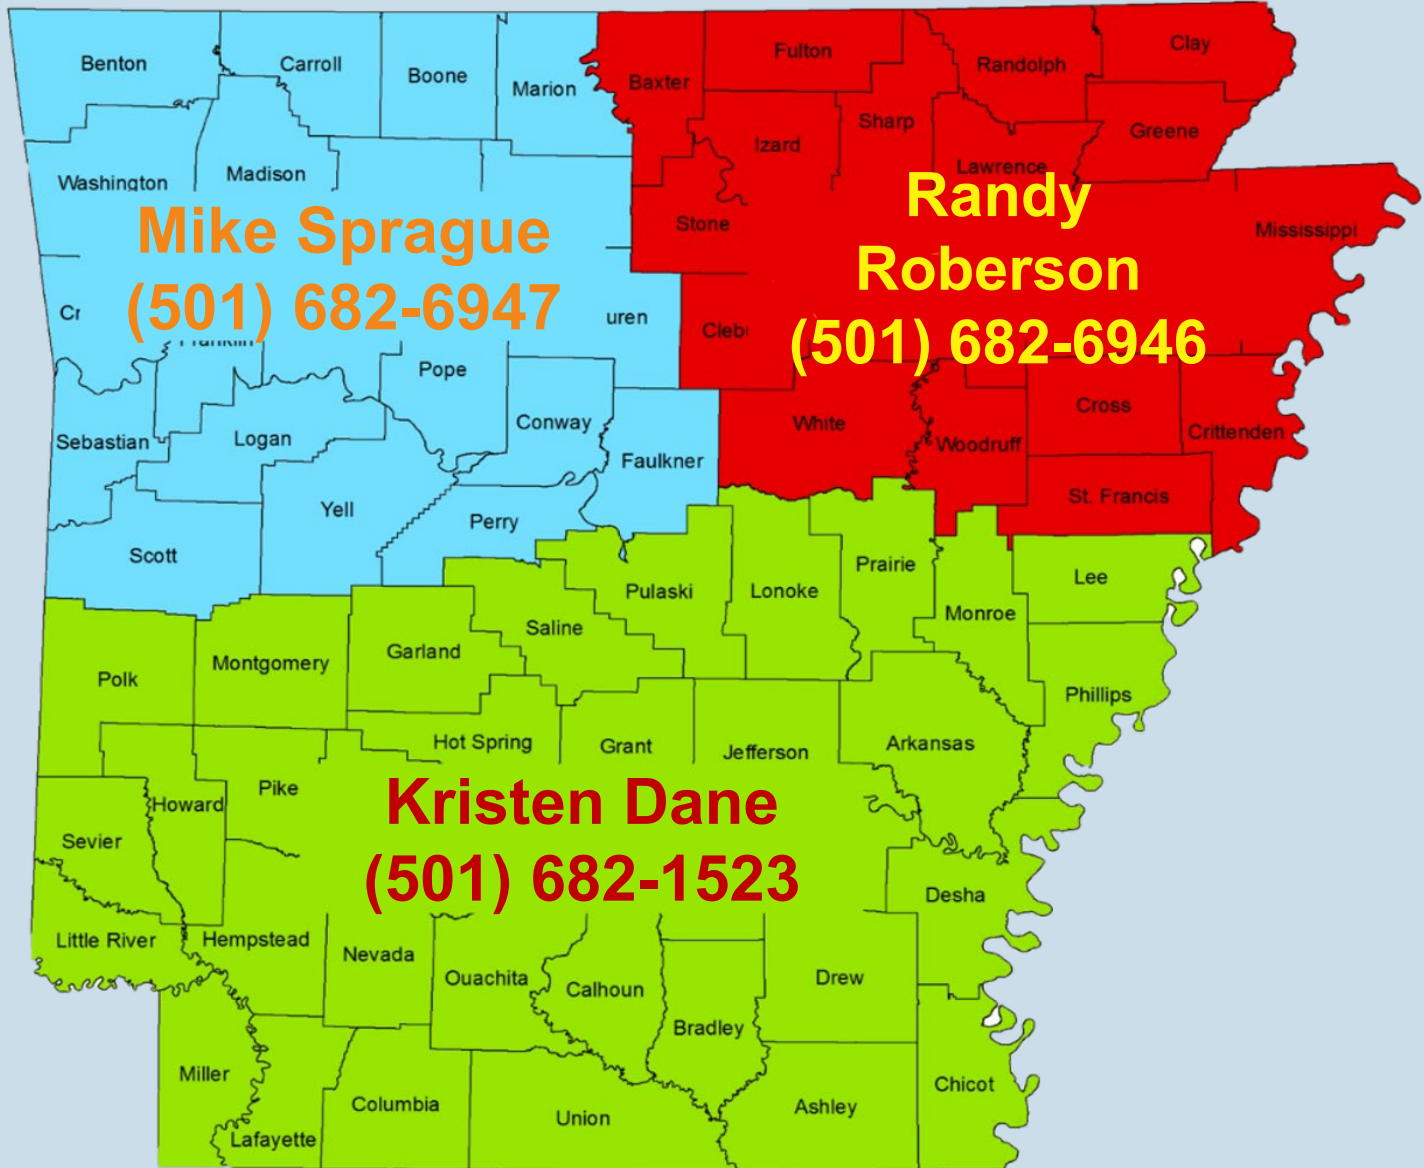 Benton
Carroll
Boone
Marion
Baxter
Fulton
Randolph
Clay
Washington
Madison
Izard
Sharp
Lawrence
Greene
Stone
Mississippi
Mike Sprague
(501) 682-6947
Randy
Roberson
(501) 682-6946
Cr
Franklin
uren
Cleb
Pope
Sebastian
Logan
Conway
Faulkner
White
Woodruff
Cross
Crittenden
Yell
Perry
St. Francis
Scott
Pulaski
Lonoke
Prairie
Lee
Monroe
Polk
Montgomery
Garland
Saline
Phillips
Hot Spring
Grant
Jefferson
Arkansas
Pike
Howard
Sevier
Kristen Dane
(501) 682-1523
Desha
Little River
Hempstead
Nevada
Ouachita
Calhoun
Drew
Bradley
Miller
Lafayette
Columbia
Union
Ashley
Chicot